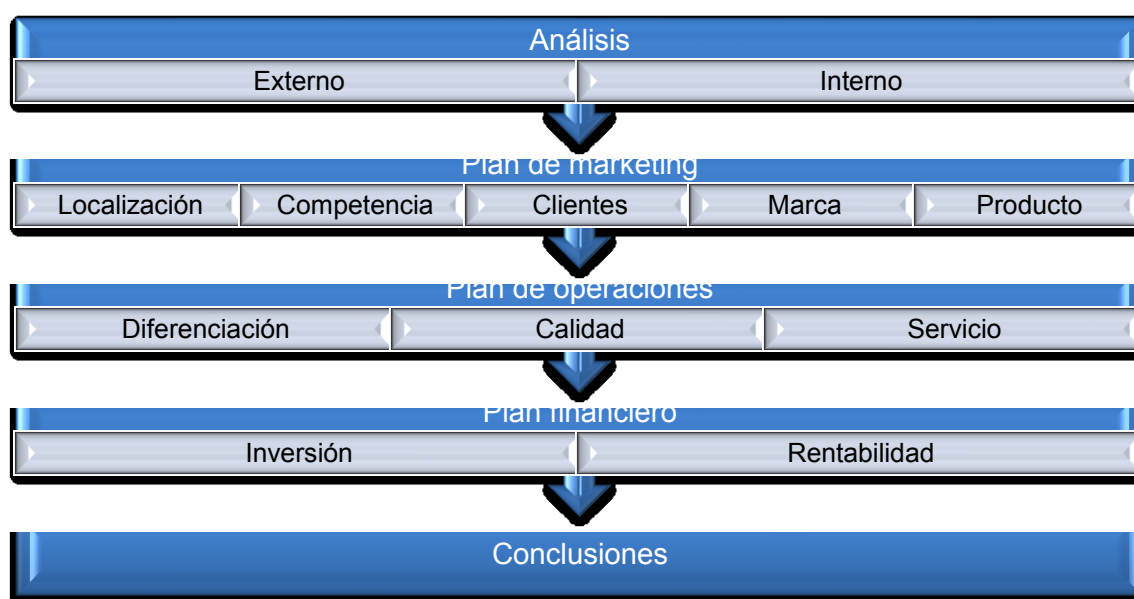 Análisis
Externo Interno
Plan de marketing
Localización Competencia Clientes Marca Producto
Plan de operaciones
Diferenciación Calidad Servicio
Plan financiero
Inversión Rentabilidad
Conclusiones